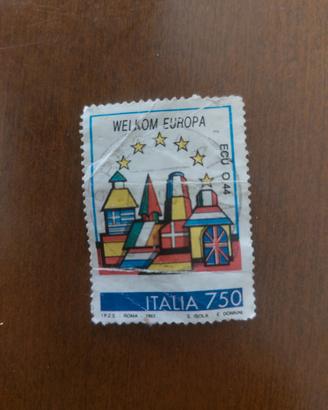 WELKOM EUROPA
ECU 0,44
ITALIA 750
I.P.Z.S. - ROMA - 1993 S. ISOLA E. DONNINI